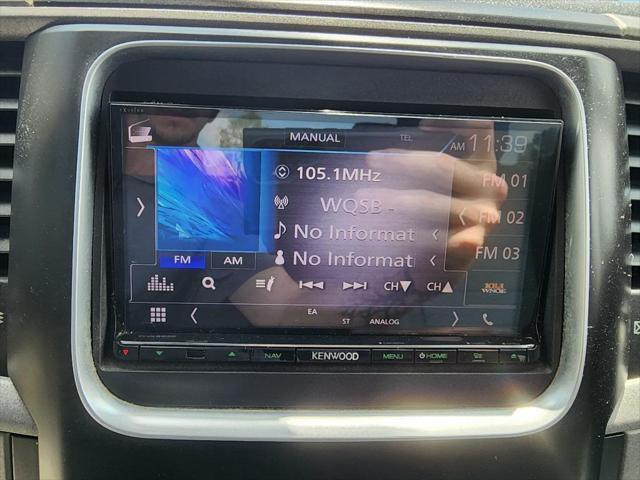 MANUAL
TEL
AM 11:39
105.1MHz
FM 01
WQSB -
FM 02
No Informat
FM 03
No Informat
FM
AM
CH▼
CH▲
EA
ST
ANALOG
NAV
KENWOOD
MENU
HOME